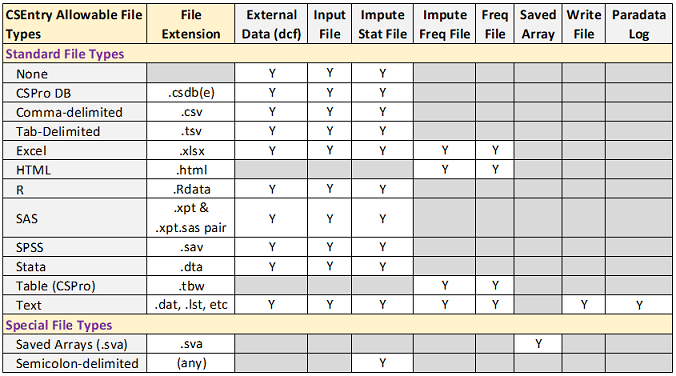 CSEntry Allowable File Types File Extension External Data (dcf) Input File Impute Stat File Impute Freq File Freq File Saved Array Write File Paradata Log
Standard File Types
None Y Y Y
CSPro DB .csdb(e) Y Y Y
Comma-delimited .csv Y Y Y
Tab-Delimited .tsv Y Y Y
Excel .xlsx Y Y Y Y Y
HTML .html Y Y
R .Rdata Y Y Y
SAS .xpt & .xpt.sas pair Y Y Y
SPSS .sav Y Y Y
Stata .dta Y Y Y
Table (CSPro) .tbw Y Y
Text .dat, .lst, etc Y Y Y Y Y Y Y
Special File Types
Saved Arrays (.sva) .sva Y
Semicolon-delimited (any) Y